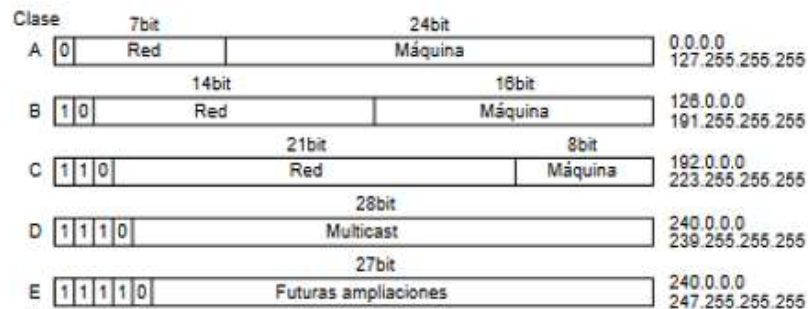 Clase
7bit 24bit
A 0 Red Máquina 0.0.0.0
127.255.255.255
14bit 16bit
B 1 0 Red Máquina 126.0.0.0
191.255.255.255
21bit 8bit
C 1 1 0 Red Máquina 192.0.0.0
223.255.255.255
28bit
D 1 1 1 0 Multicast 240.0.0.0
239.255.255.255
27bit
E 1 1 1 1 0 Futuras ampliaciones 240.0.0.0
247.255.255.255